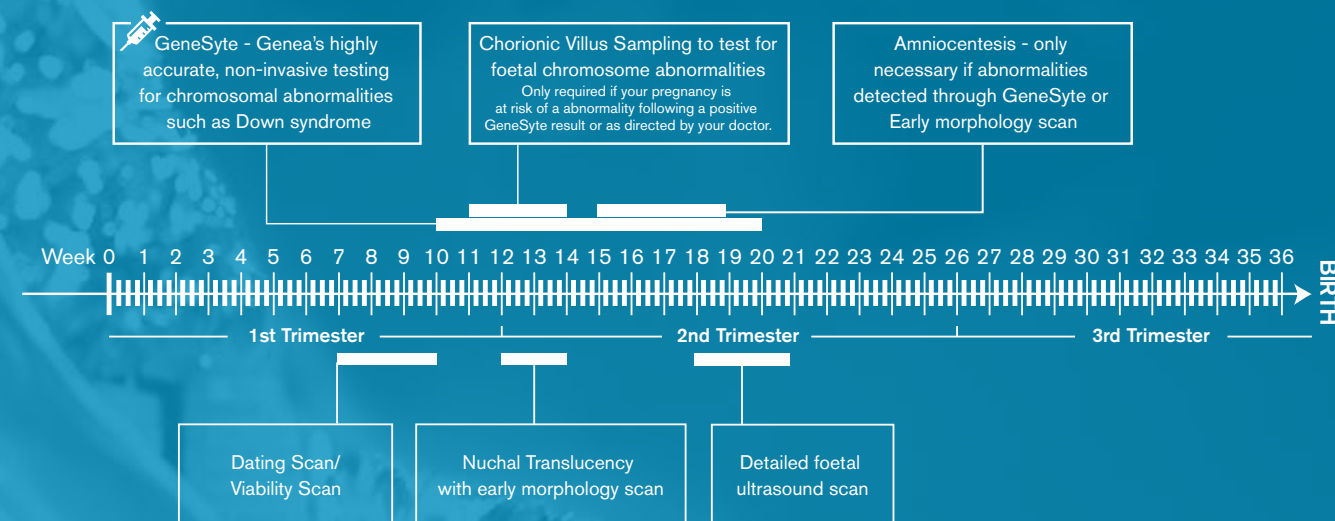 GeneSyte - Genea's highly
accurate, non-invasive testing
for chromosomal abnormalities
such as Down syndrome
Chorionic Villus Sampling to test for
foetal chromosome abnormalities
Only required if your pregnancy is
at risk of a abnormality following a positive
GeneSyte result or as directed by your doctor.
Amniocentesis - only
necessary if abnormalities
detected through GeneSyte or
Early morphology scan
Week 0 1 2 3 4 5 6 7 8 9 10 11 12 13 14 15 16 17 18 19 20 21 22 23 24 25 26 27 28 29 30 31 32 33 34 35 36
BIRTH
1st Trimester 2nd Trimester 3rd Trimester
Dating Scan/
Viability Scan
Nuchal Translucency
with early morphology scan
Detailed foetal
ultrasound scan